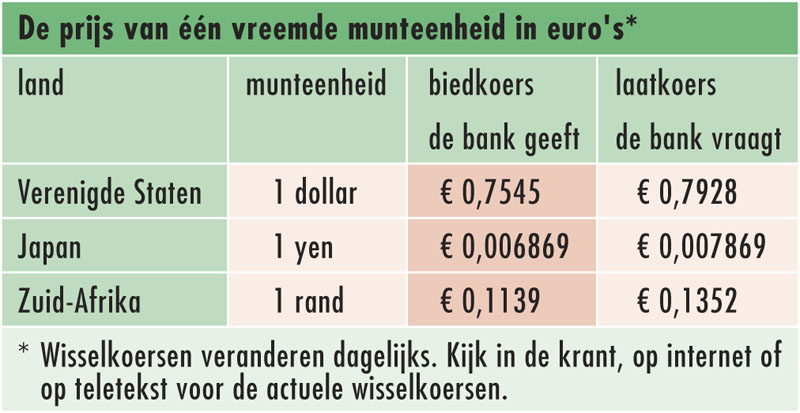 De prijs van één vreemde munteenheid in euro's*
land munteenheid biedkoers laatkoers
de bank geeft de bank vraagt
Verenigde Staten 1 dollar € 0,7545 € 0,7928
Japan 1 yen € 0,006869 € 0,007869
Zuid-Afrika 1 rand € 0,1139 € 0,1352
* Wisselkoersen veranderen dagelijks. Kijk in de krant, op internet of
op teletekst voor de actuele wisselkoersen.